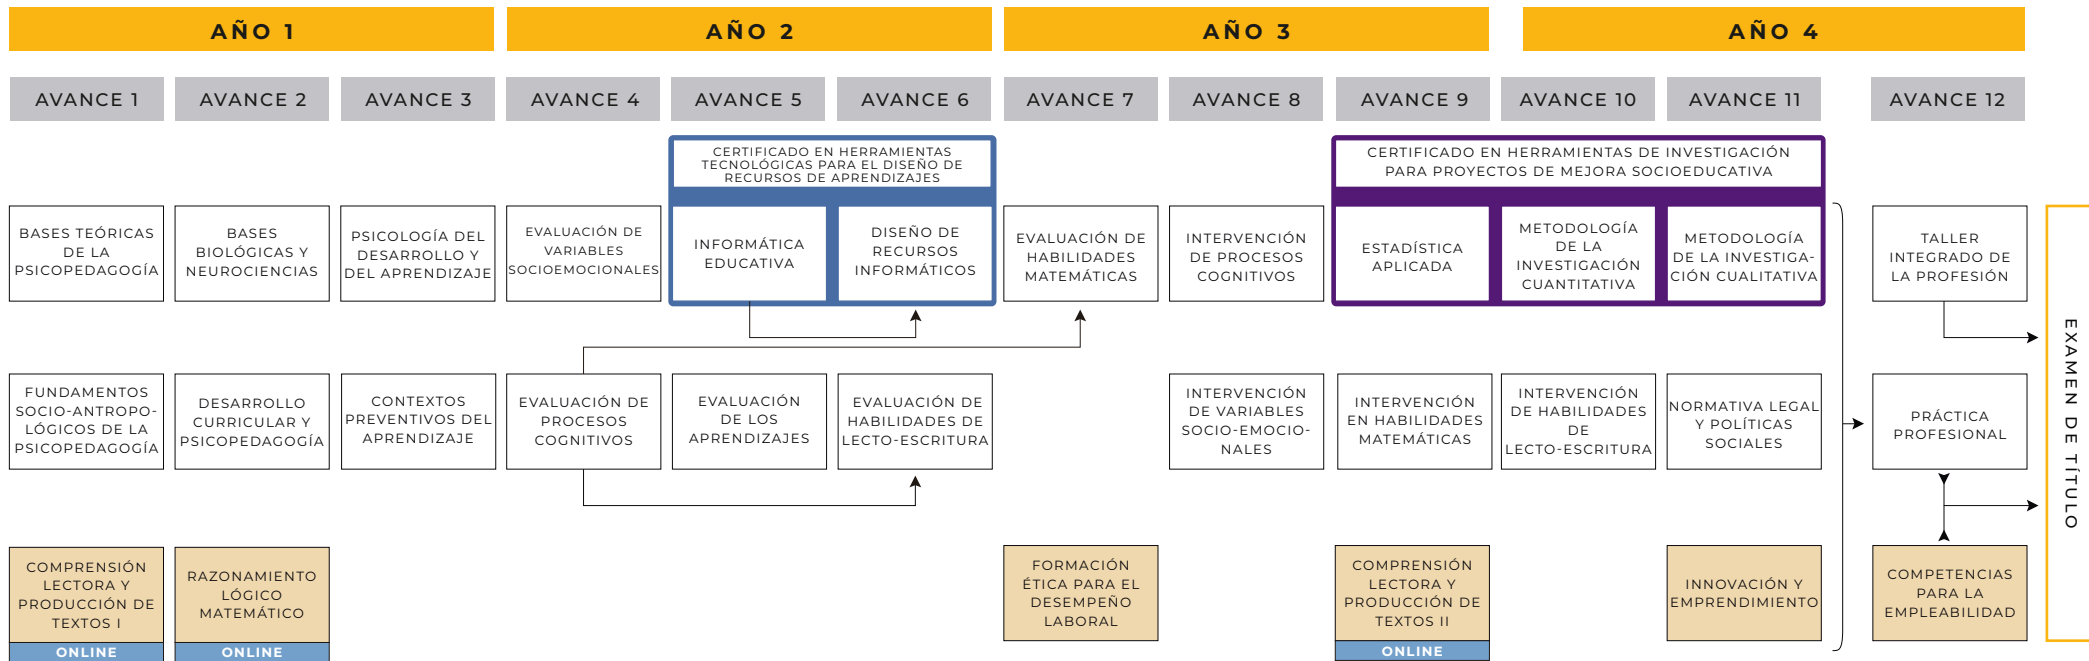 AÑO 1
AÑO 2
AÑO 3
AÑO 4
AVANCE 1
AVANCE 2
AVANCE 3
AVANCE 4
AVANCE 5
AVANCE 6
AVANCE 7
AVANCE 8
AVANCE 9
AVANCE 10
AVANCE 11
AVANCE 12
CERTIFICADO EN HERRAMIENTAS
TECNOLÓGICAS PARA EL DISEÑO DE
RECURSOS DE APRENDIZAJES
CERTIFICADO EN HERRAMIENTAS DE INVESTIGACIÓN
PARA PROYECTOS DE MEJORA SOCIOEDUCATIVA
BASES TEÓRICAS
DE LA
PSICOPEDAGOGÍA
BASES
BIOLÓGICAS Y
NEUROCIENCIAS
PSICOLOGÍA DEL
DESARROLLO Y
DEL APRENDIZAJE
EVALUACIÓN DE
VARIABLES
SOCIOEMOCIONALES
INFORMÁTICA
EDUCATIVA
DISEÑO DE
RECURSOS
INFORMÁTICOS
EVALUACIÓN DE
HABILIDADES
MATEMÁTICAS
INTERVENCIÓN
DE PROCESOS
COGNITIVOS
ESTADÍSTICA
APLICADA
METODOLOGÍA
DE LA
INVESTIGACIÓN
CUANTITATIVA
METODOLOGÍA
DE LA INVESTIGA-
CIÓN CUALITATIVA
TALLER
INTEGRADO DE
LA PROFESIÓN
FUNDAMENTOS
SOCIO-ANTROPO-
LÓGICOS DE LA
PSICOPEDAGOGÍA
DESARROLLO
CURRICULAR Y
PSICOPEDAGOGÍA
CONTEXTOS
PREVENTIVOS DEL
APRENDIZAJE
EVALUACIÓN DE
PROCESOS
COGNITIVOS
EVALUACIÓN
DE LOS
APRENDIZAJES
EVALUACIÓN DE
HABILIDADES DE
LECTO-ESCRITURA
INTERVENCIÓN
DE VARIABLES
SOCIO-EMOCIO-
NALES
INTERVENCIÓN
EN HABILIDADES
MATEMÁTICAS
INTERVENCIÓN
DE HABILIDADES
DE
LECTO-ESCRITURA
NORMATIVA LEGAL
Y POLÍTICAS
SOCIALES
PRÁCTICA
PROFESIONAL
COMPRENSIÓN
LECTORA Y
PRODUCCIÓN DE
TEXTOS I
ONLINE
RAZONAMIENTO
LÓGICO
MATEMÁTICO
ONLINE
FORMACIÓN
ÉTICA PARA EL
DESEMPEÑO
LABORAL
COMPRENSIÓN
LECTORA Y
PRODUCCIÓN DE
TEXTOS II
ONLINE
INNOVACIÓN Y
EMPRENDIMIENTO
COMPETENCIAS
PARA LA
EMPLEABILIDAD
EXAMEN DE TÍTULO